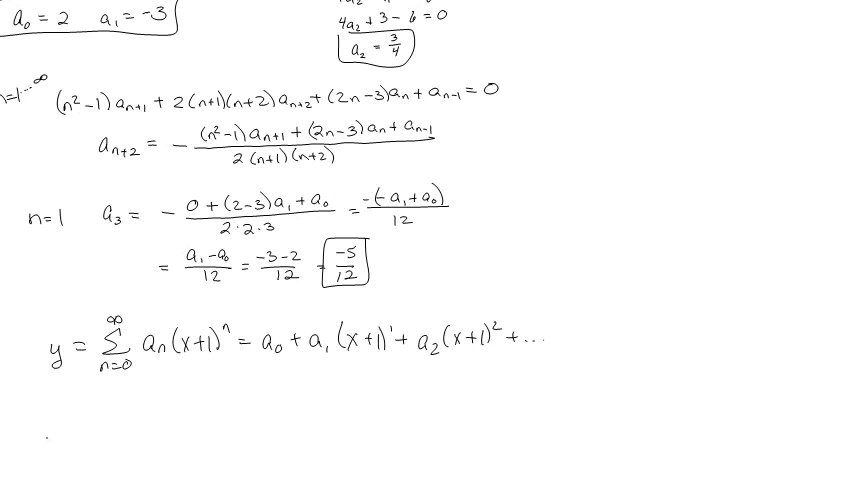 a₀ = 2 a₁ = -3
4a₂ + 3 - 6 = 0
a₂ = 3/4
n=1...∞ (n²-1) aₙ₊₁ + 2(n+1)(n+2) aₙ₊₂ + (2n-3) aₙ + aₙ₋₁ = 0
aₙ₊₂ = - ((n²-1) aₙ₊₁ + (2n-3) aₙ + aₙ₋₁) / (2 (n+1) (n+2))
n=1 a₃ = - (0 + (2-3)a₁ + a₀) / (2·2·3) = -(-a₁ + a₀) / 12
= (a₁ - a₀) / 12 = (-3-2) / 12 = -5/12
y = ∑ₙ₌₀^∞ aₙ(x+1)ⁿ = a₀ + a₁(x+1)¹ + a₂(x+1)² + ...